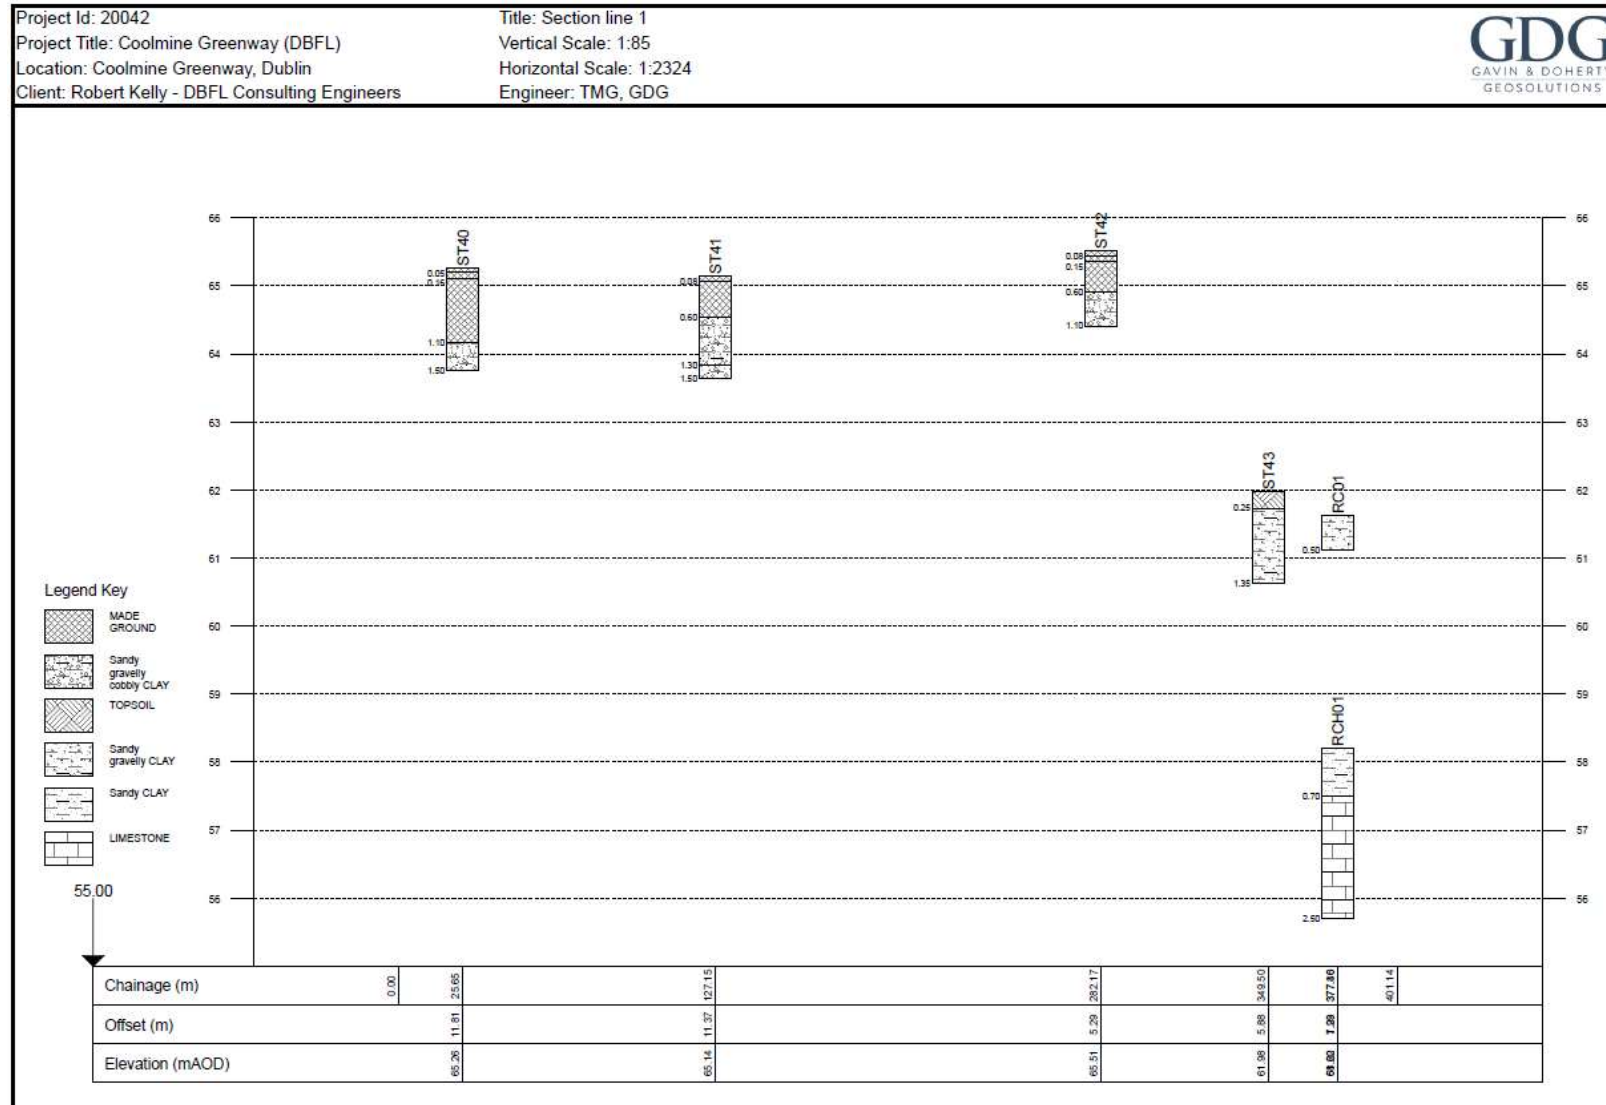 Project Id: 20042
Project Title: Coolmine Greenway (DBFL)
Location: Coolmine Greenway, Dublin
Client: Robert Kelly - DBFL Consulting Engineers
Title: Section line 1
Vertical Scale: 1:85
Horizontal Scale: 1:2324
Engineer: TMG, GDG
GDG
GAVIN & DOHERTY
GEOSOLUTIONS
66
65
64
63
62
61
60
59
58
57
56
ST40
0.05
0.15
1.10
1.50
ST41
0.08
0.60
1.30
1.50
ST42
0.08
0.15
0.60
1.10
ST43
0.25
1.35
RC01
0.50
RCH01
0.70
2.50
66
65
64
63
62
61
60
59
58
57
56
Legend Key
MADE
GROUND
Sandy
gravelly
cobbly CLAY
TOPSOIL
Sandy
gravelly CLAY
Sandy CLAY
LIMESTONE
55.00
Chainage (m)
0.00
25.65
127.15
282.17
349.50
401.14
Offset (m)
11.81
11.37
5.29
5.88
Elevation (mAOD)
65.26
65.14
65.51
61.98